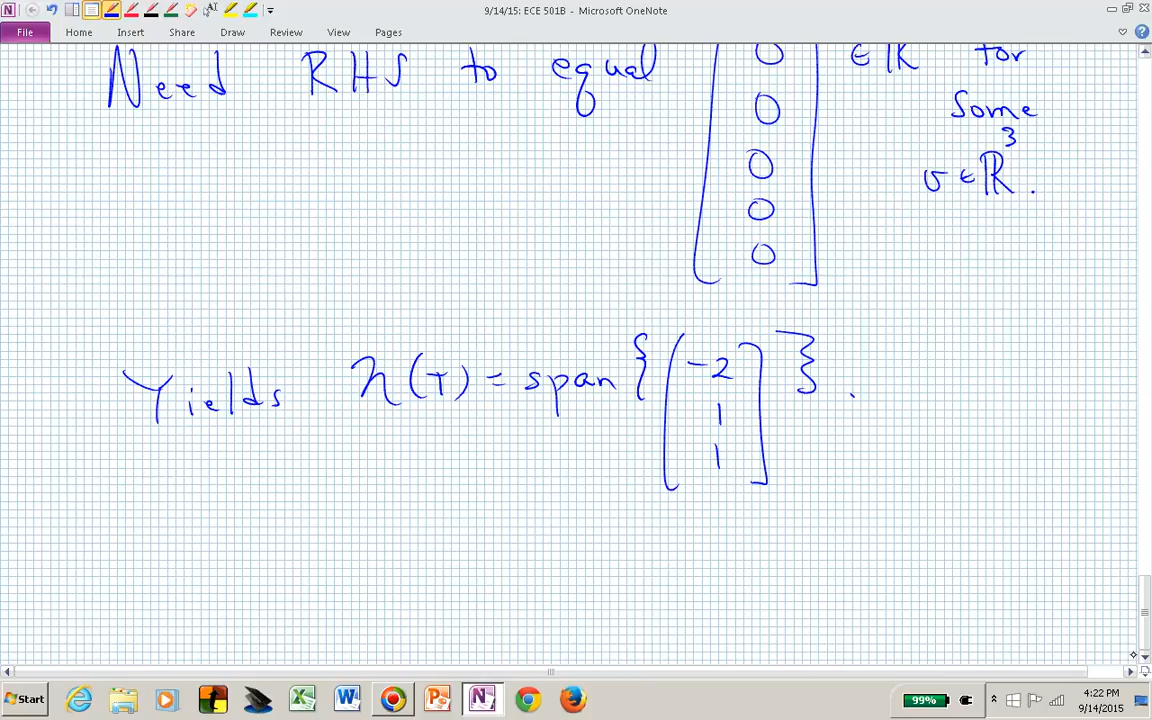 9/14/15: ECE 501B - Microsoft OneNote
File Home Insert Share Draw Review View Pages
Need RHS to equal [0 0 0 0 0] ∈ ℝ for
some
v ∈ ℝ³.
Yields N(T) = span { [-2 1 1] }.
Start
99%
4:22 PM
9/14/2015